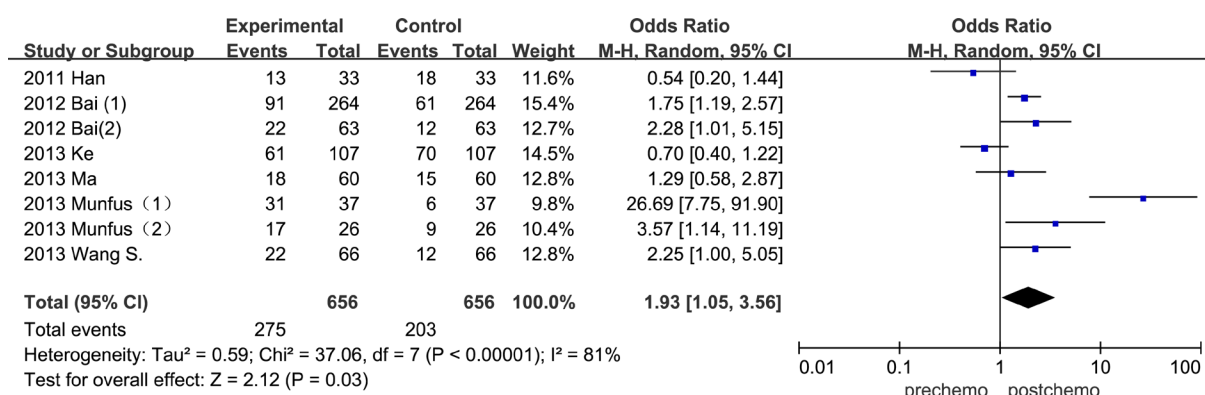 Experimental Control Odds Ratio Odds Ratio
Study or Subgroup Events Total Events Total Weight M-H, Random, 95% CI M-H, Random, 95% CI
2011 Han 13 33 18 33 11.6% 0.54 [0.20, 1.44]
2012 Bai (1) 91 264 61 264 15.4% 1.75 [1.19, 2.57]
2012 Bai(2) 22 63 12 63 12.7% 2.28 [1.01, 5.15]
2013 Ke 61 107 70 107 14.5% 0.70 [0.40, 1.22]
2013 Ma 18 60 15 60 12.8% 1.29 [0.58, 2.87]
2013 Munfus（1） 31 37 6 37 9.8% 26.69 [7.75, 91.90]
2013 Munfus（2） 17 26 9 26 10.4% 3.57 [1.14, 11.19]
2013 Wang S. 22 66 12 66 12.8% 2.25 [1.00, 5.05]
Total (95% CI) 656 656 100.0% 1.93 [1.05, 3.56]
Total events 275 203
Heterogeneity: Tau² = 0.59; Chi² = 37.06, df = 7 (P < 0.00001); I² = 81%
Test for overall effect: Z = 2.12 (P = 0.03)
0.01 0.1 1 10 100
prechemo postchemo